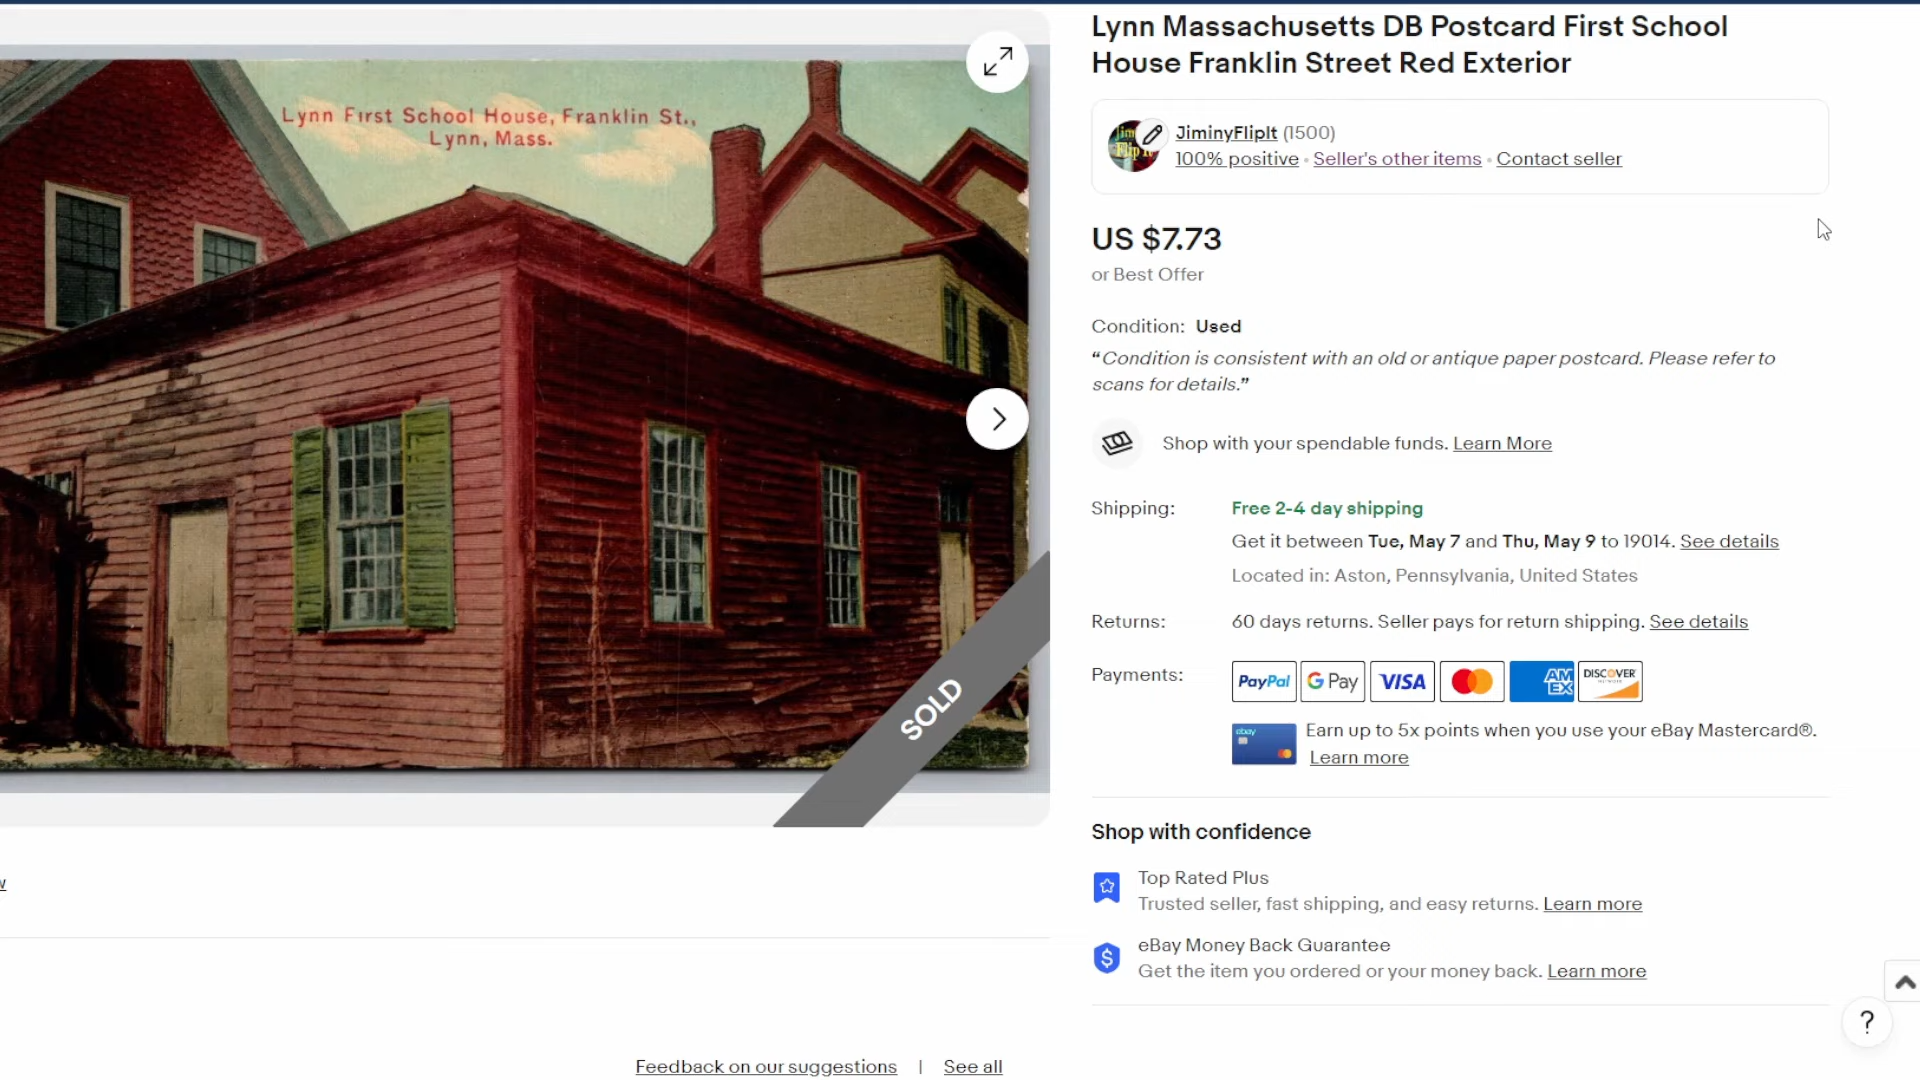 Lynn First School House, Franklin St.,
Lynn, Mass.
SOLD
w
Feedback on our suggestions | See all
Lynn Massachusetts DB Postcard First School
House Franklin Street Red Exterior
Jim
Flip It
JiminyFlipIt (1500)
100% positive • Seller's other items • Contact seller
US $7.73
or Best Offer
Condition: Used
“Condition is consistent with an old or antique paper postcard. Please refer to
scans for details.”
Shop with your spendable funds. Learn More
Shipping: Free 2-4 day shipping
Get it between Tue, May 7 and Thu, May 9 to 19014. See details
Located in: Aston, Pennsylvania, United States
Returns: 60 days returns. Seller pays for return shipping. See details
Payments: PayPal G Pay VISA AM EX DISCOVER
ebay
Earn up to 5x points when you use your eBay Mastercard®.
Learn more
Shop with confidence
Top Rated Plus
Trusted seller, fast shipping, and easy returns. Learn more
$
eBay Money Back Guarantee
Get the item you ordered or your money back. Learn more
?